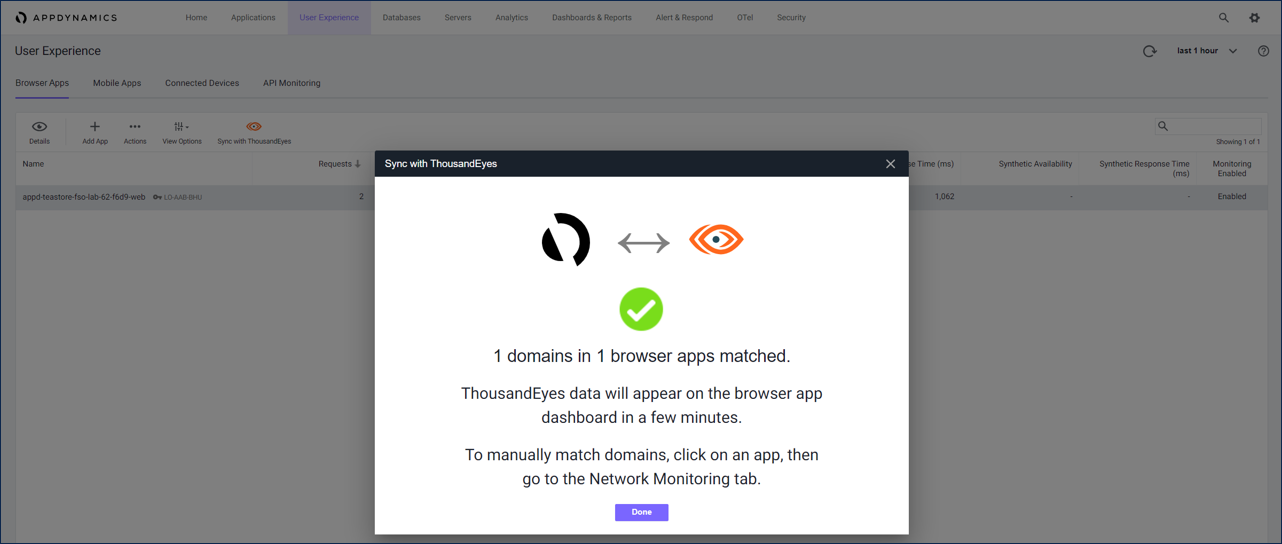 APPDYNAMICS Home Applications User Experience Databases Servers Analytics Dashboards & Reports Alert & Respond OTel Security
User Experience last 1 hour
Browser Apps Mobile Apps Connected Devices API Monitoring
Details Add App Actions View Options Sync with ThousandEyes
Showing 1 of 1
Name Requests se Time (ms) Synthetic Availability Synthetic Response Time (ms) Monitoring Enabled
appd-teastore-fso-lab-62-f6d9-web LO-AAB-BHU 2 1,062 - - Enabled
Sync with ThousandEyes
1 domains in 1 browser apps matched.
ThousandEyes data will appear on the browser app
dashboard in a few minutes.
To manually match domains, click on an app, then
go to the Network Monitoring tab.
Done